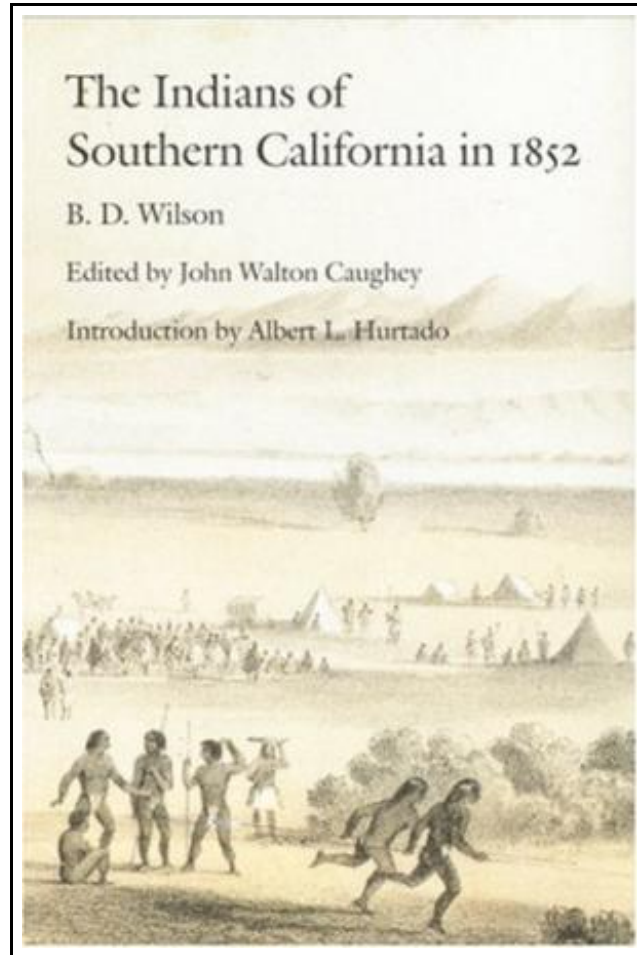 The Indians of
Southern California in 1852
B. D. Wilson
Edited by John Walton Caughey
Introduction by Albert L. Hurtado